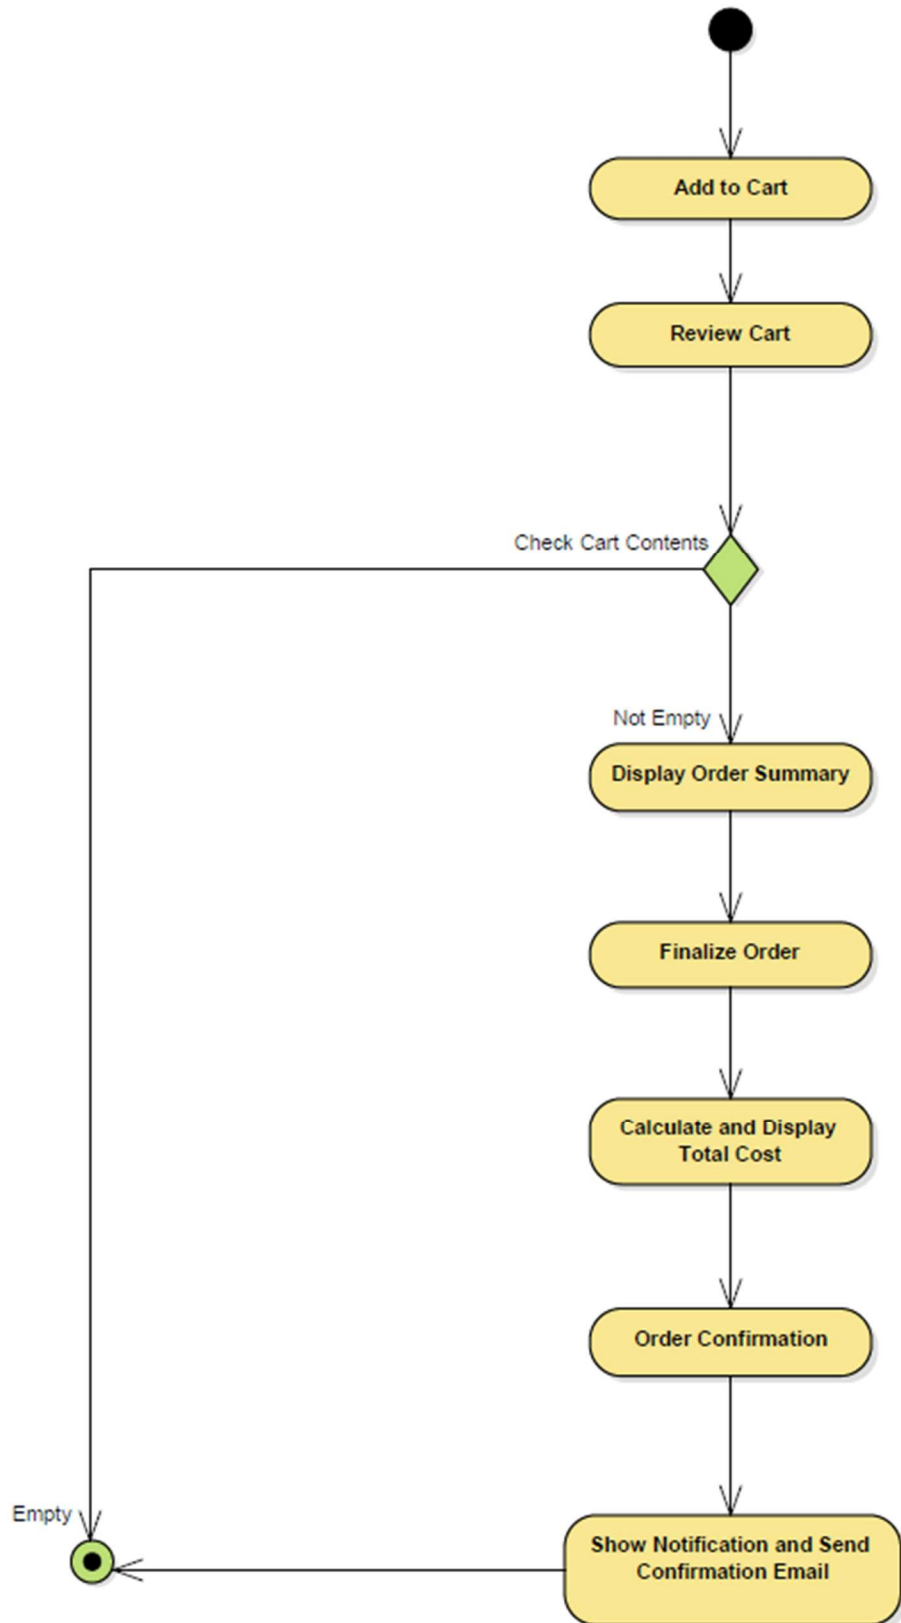 Add to Cart
Review Cart
Check Cart Contents
Not Empty
Display Order Summary
Finalize Order
Calculate and Display
Total Cost
Order Confirmation
Empty
Show Notification and Send
Confirmation Email